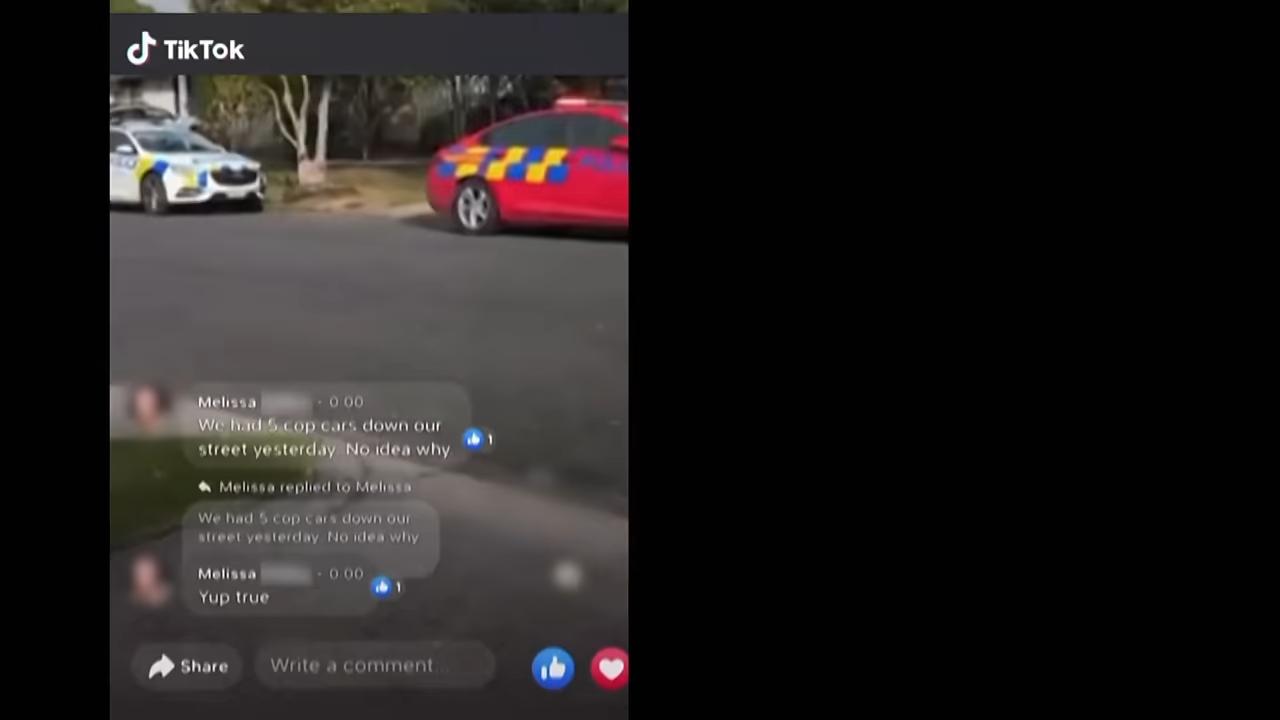 TikTok
Melissa · 0:00
We had 5 cop cars down our
street yesterday. No idea why
1
Melissa replied to Melissa
We had 5 cop cars down our
street yesterday. No idea why
Melissa · 0:00
1
Yup true
Share
Write a comment...